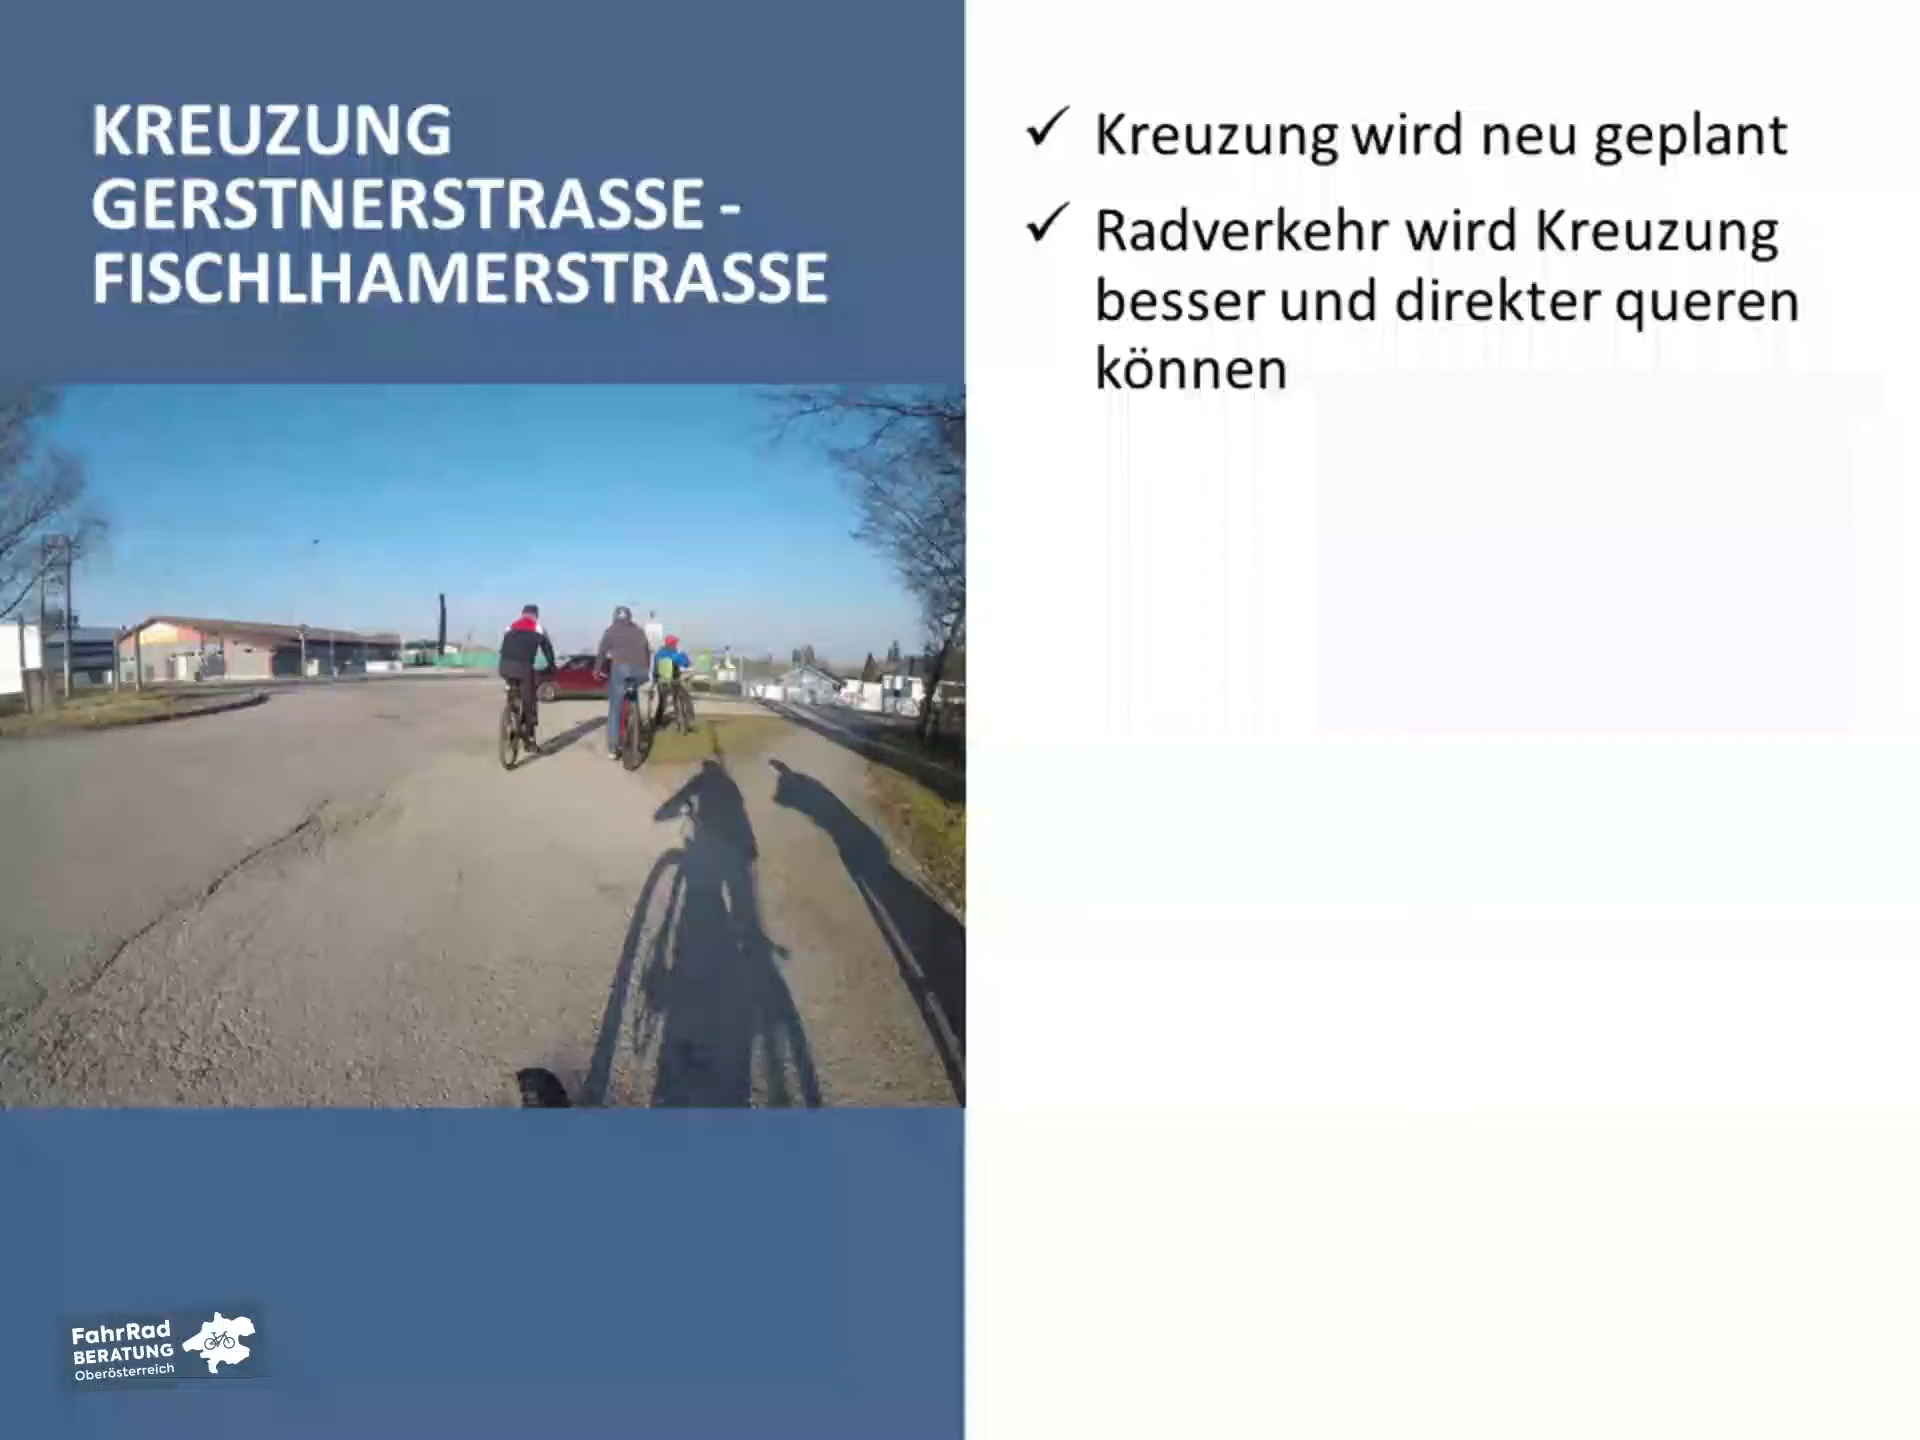 KREUZUNG
GERSTNERSTRASSE -
FISCHLHAMERSTRASSE
✓ Kreuzung wird neu geplant
✓ Radverkehr wird Kreuzung
besser und direkter queren
können
FahrRad
BERATUNG
Oberösterreich